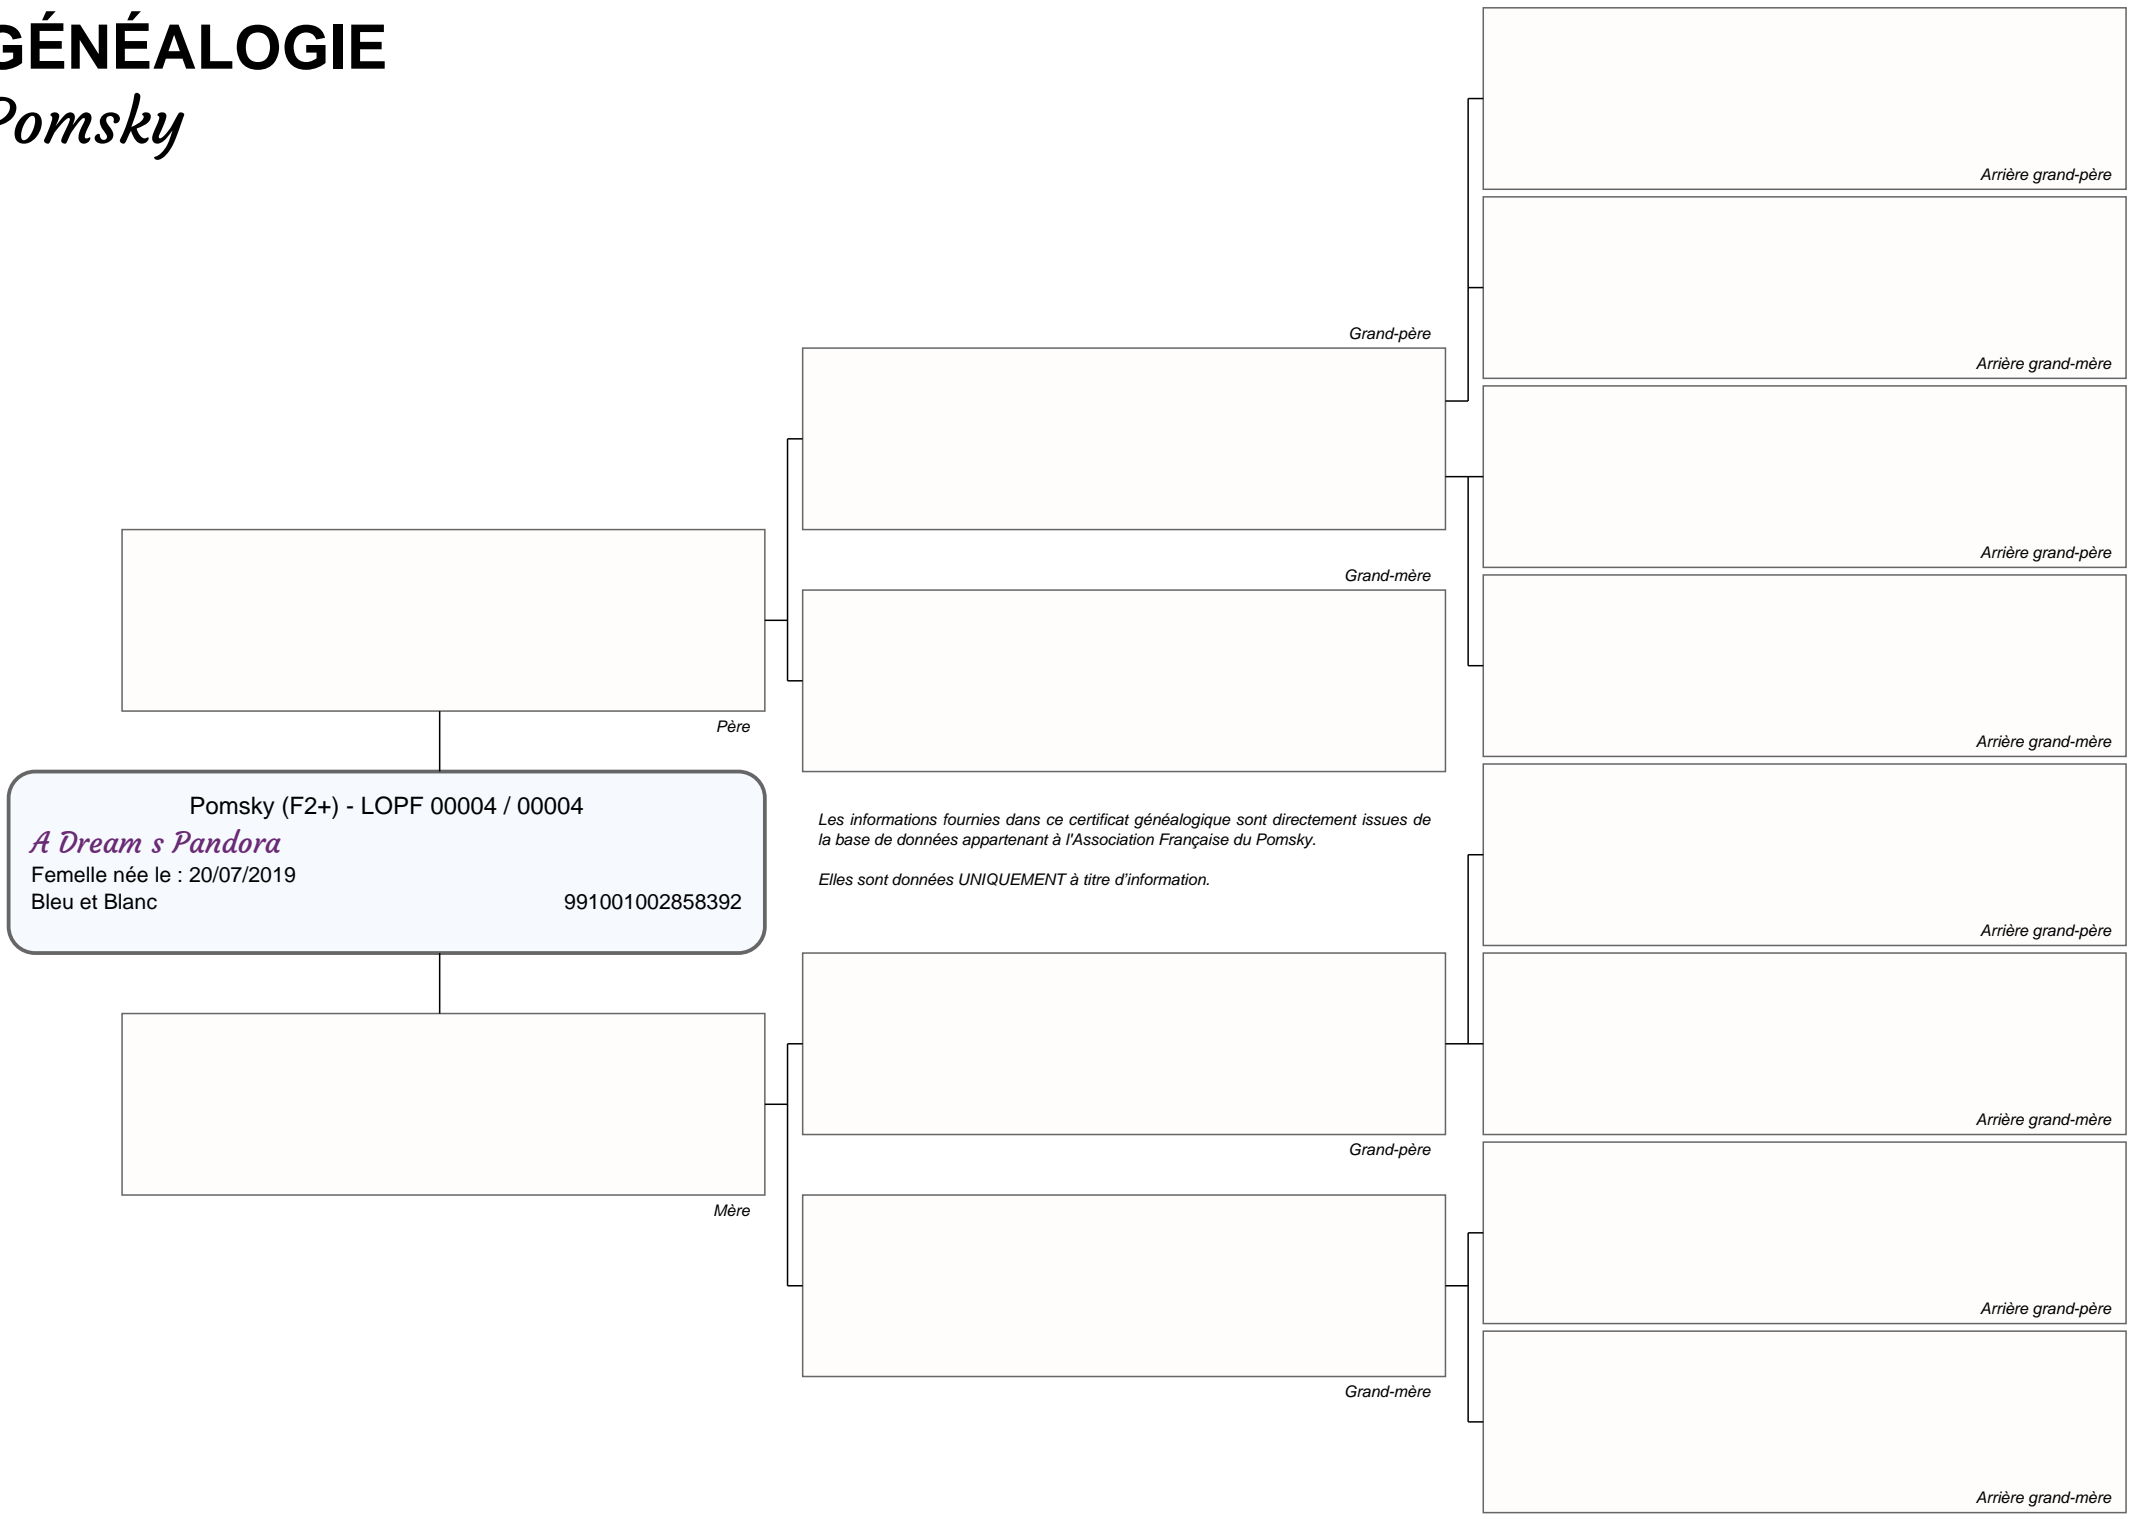 GÉNÉALOGIE
Pomsky
Arrière grand-père
Arrière grand-mère
Grand-père
Arrière grand-père
Grand-mère
Père
Arrière grand-mère
Pomsky (F2+) - LOPF 00004 / 00004
A Dream s Pandora
Femelle née le : 20/07/2019
Bleu et Blanc 991001002858392
Les informations fournies dans ce certificat généalogique sont directement issues de
la base de données appartenant à l'Association Française du Pomsky.
Elles sont données UNIQUEMENT à titre d'information.
Arrière grand-père
Arrière grand-mère
Grand-père
Mère
Arrière grand-père
Grand-mère
Arrière grand-mère